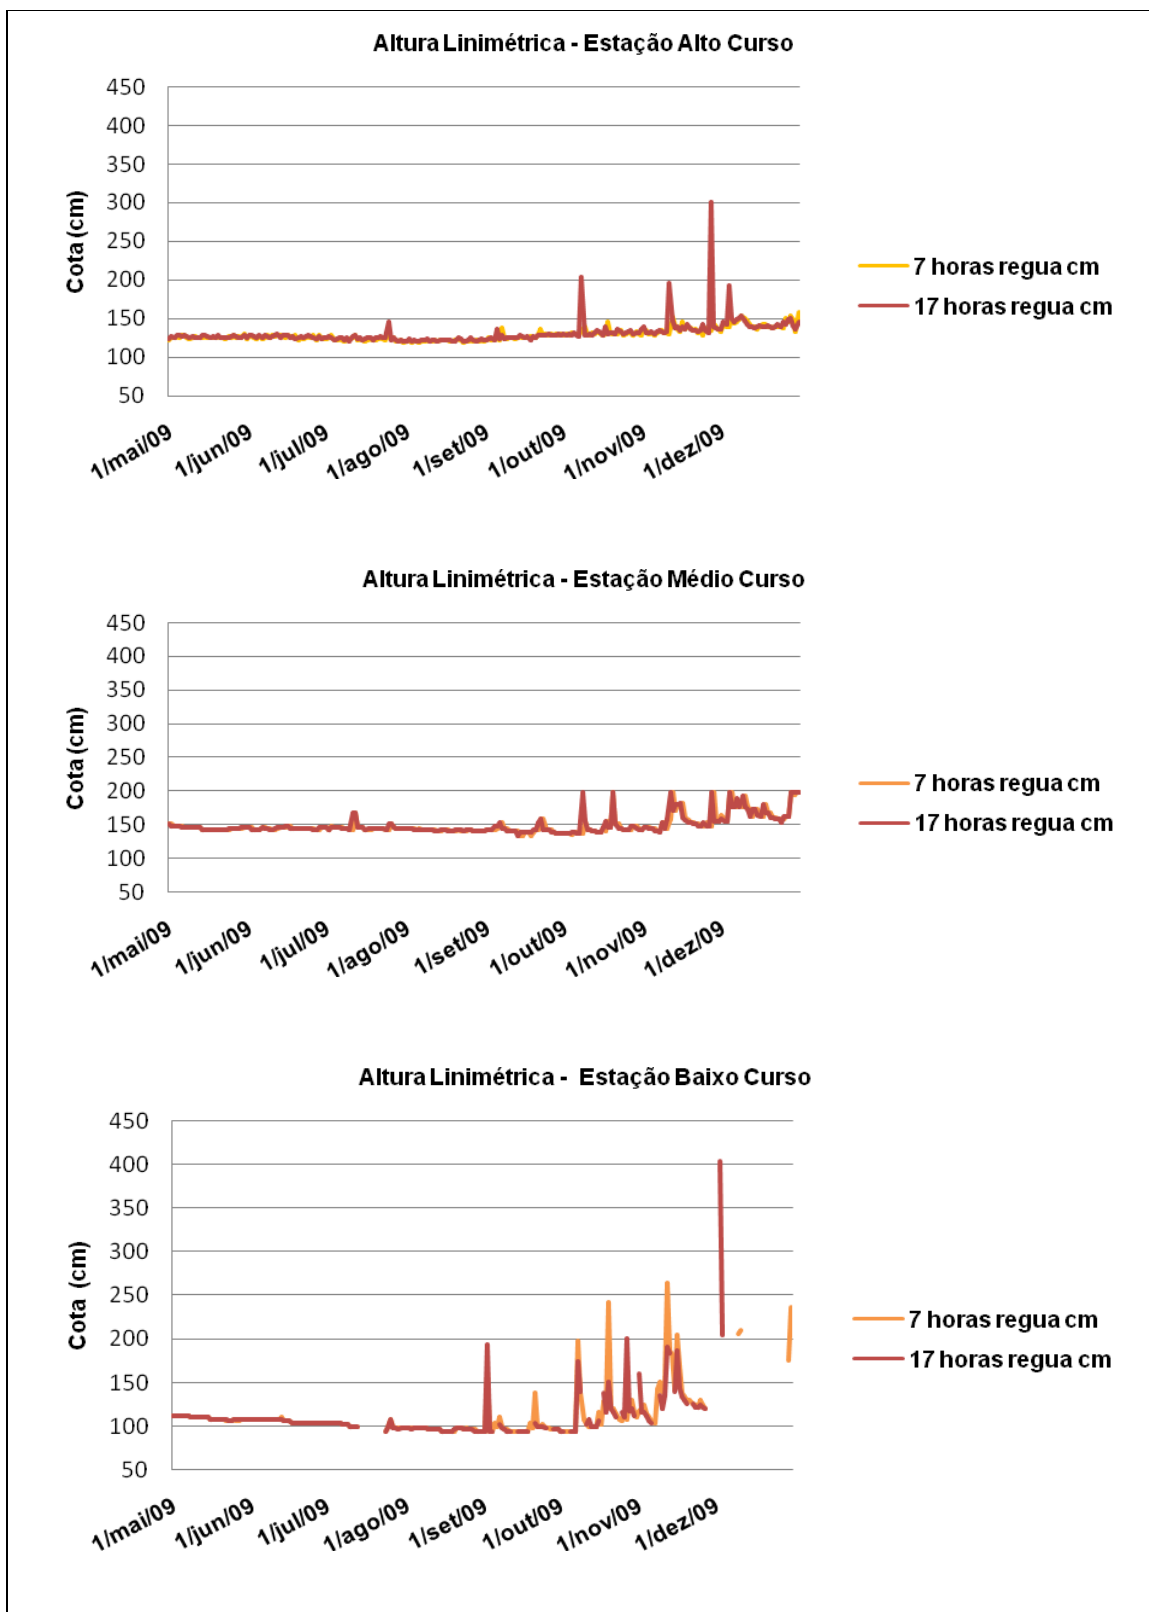 Altura Linimétrica - Estação Alto Curso
450
400
350
300
250
200
150
100
50
Cota (cm)
1/mai/09
1/jun/09
1/jul/09
1/ago/09
1/set/09
1/out/09
1/nov/09
1/dez/09
7 horas regua cm
17 horas regua cm
Altura Linimétrica - Estação Médio Curso
450
400
350
300
250
200
150
100
50
Cota (cm)
1/mai/09
1/jun/09
1/jul/09
1/ago/09
1/set/09
1/out/09
1/nov/09
1/dez/09
7 horas regua cm
17 horas regua cm
Altura Linimétrica - Estação Baixo Curso
450
400
350
300
250
200
150
100
50
Cota (cm)
1/mai/09
1/jun/09
1/jul/09
1/ago/09
1/set/09
1/out/09
1/nov/09
1/dez/09
7 horas regua cm
17 horas regua cm